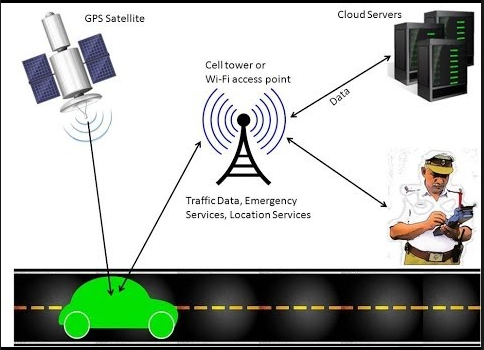 GPS Satellite
Cloud Servers
Cell tower or
Wi-Fi access point
Data
Traffic Data, Emergency
Services, Location Services